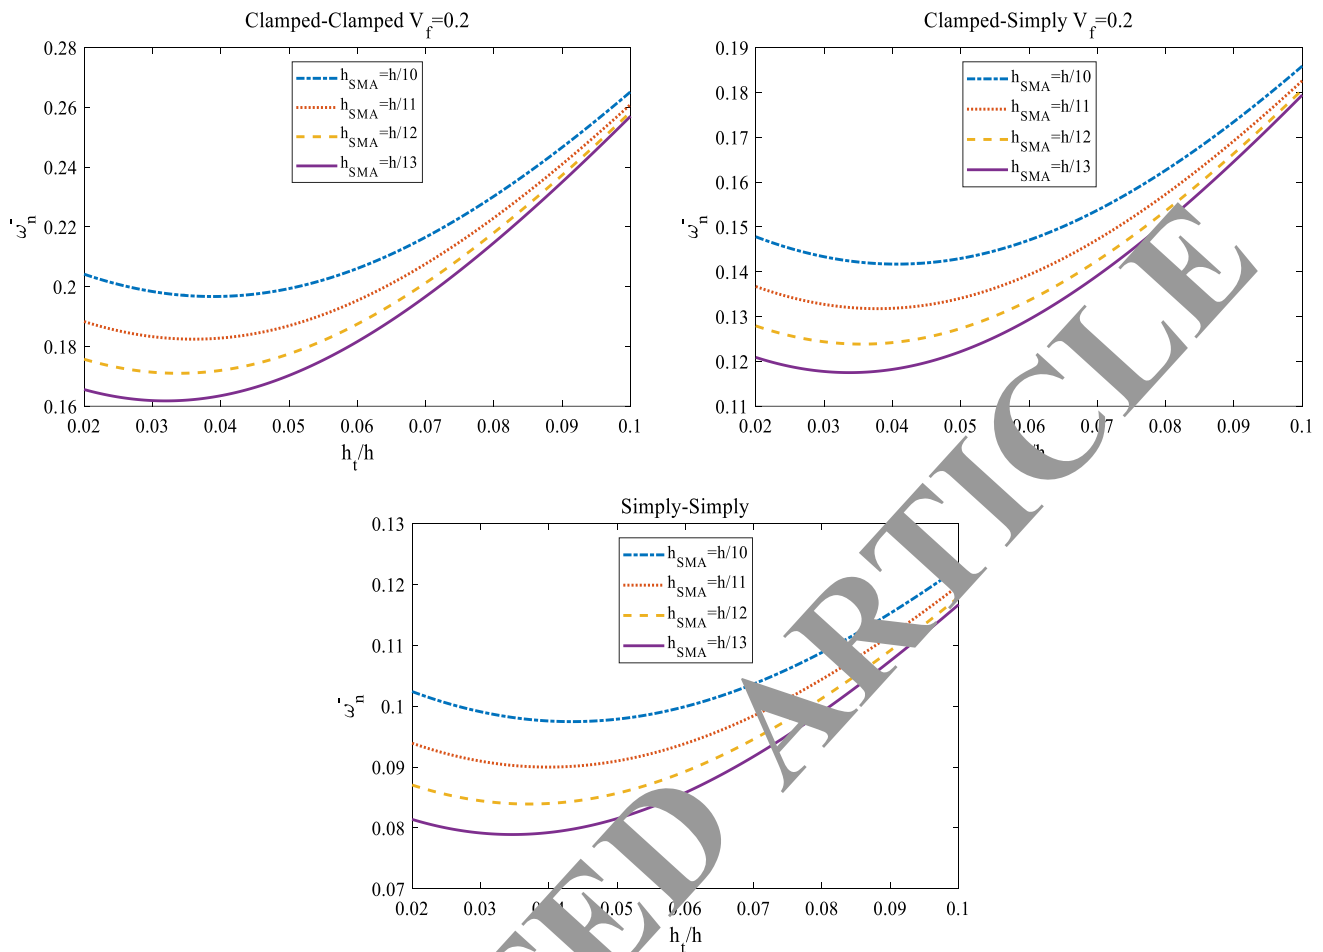 Clamped-Clamped V_f=0.2
0.28
0.26
0.24
0.22
0.2
0.18
0.16
ω̄_n
h_SMA=h/10
h_SMA=h/11
h_SMA=h/12
h_SMA=h/13
0.02 0.03 0.04 0.05 0.06 0.07 0.08 0.09 0.1
h_t/h
Clamped-Simply V_f=0.2
0.19
0.18
0.17
0.16
0.15
0.14
0.13
0.12
0.11
ω̄_n
h_SMA=h/10
h_SMA=h/11
h_SMA=h/12
h_SMA=h/13
0.02 0.03 0.04 0.05 0.06 0.07 0.08 0.09 0.1
Simply-Simply
0.13
0.12
0.11
0.1
0.09
0.08
0.07
ω̄_n
h_SMA=h/10
h_SMA=h/11
h_SMA=h/12
h_SMA=h/13
0.02 0.03 0.04 0.05 0.06 0.07 0.08 0.09 0.1
h_t/h
ARTICLE